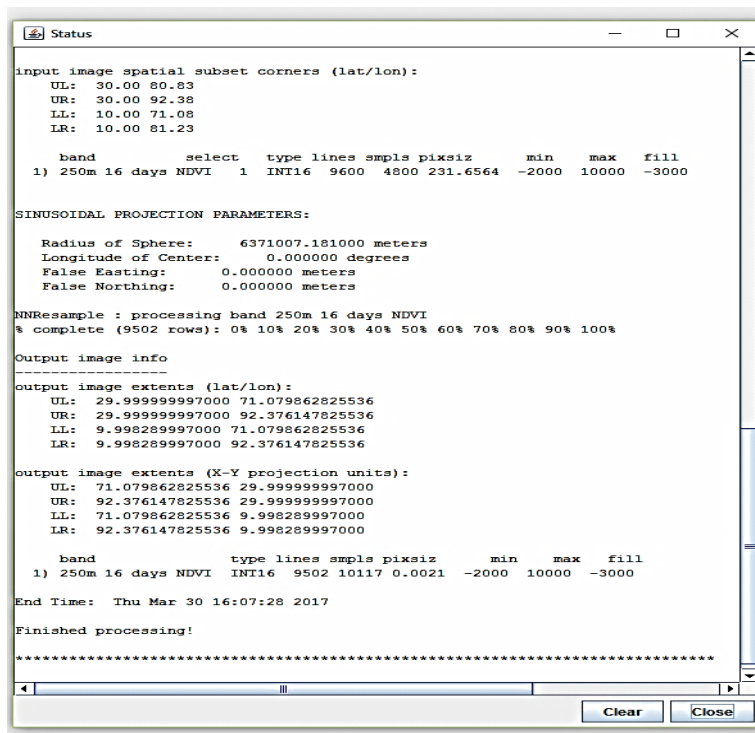 Status
input image spatial subset corners (lat/lon):
UL: 30.00 80.83
UR: 30.00 92.38
LL: 10.00 71.08
LR: 10.00 81.23
band select type lines smpls pixsiz min max fill
1) 250m 16 days NDVI 1 INT16 9600 4800 231.6564 -2000 10000 -3000
SINUSOIDAL PROJECTION PARAMETERS:
Radius of Sphere: 6371007.181000 meters
Longitude of Center: 0.000000 degrees
False Easting: 0.000000 meters
False Northing: 0.000000 meters
NNResample : processing band 250m 16 days NDVI
% complete (9502 rows): 0% 10% 20% 30% 40% 50% 60% 70% 80% 90% 100%
Output image info
-----------------
output image extents (lat/lon):
UL: 29.999999997000 71.079862825536
UR: 29.999999997000 92.376147825536
LL: 9.998289997000 71.079862825536
LR: 9.998289997000 92.376147825536
output image extents (X-Y projection units):
UL: 71.079862825536 29.999999997000
UR: 92.376147825536 29.999999997000
LL: 71.079862825536 9.998289997000
LR: 92.376147825536 9.998289997000
band type lines smpls pixsiz min max fill
1) 250m 16 days NDVI INT16 9502 10117 0.0021 -2000 10000 -3000
End Time: Thu Mar 30 16:07:28 2017
Finished processing!
******************************************************************************
Clear Close